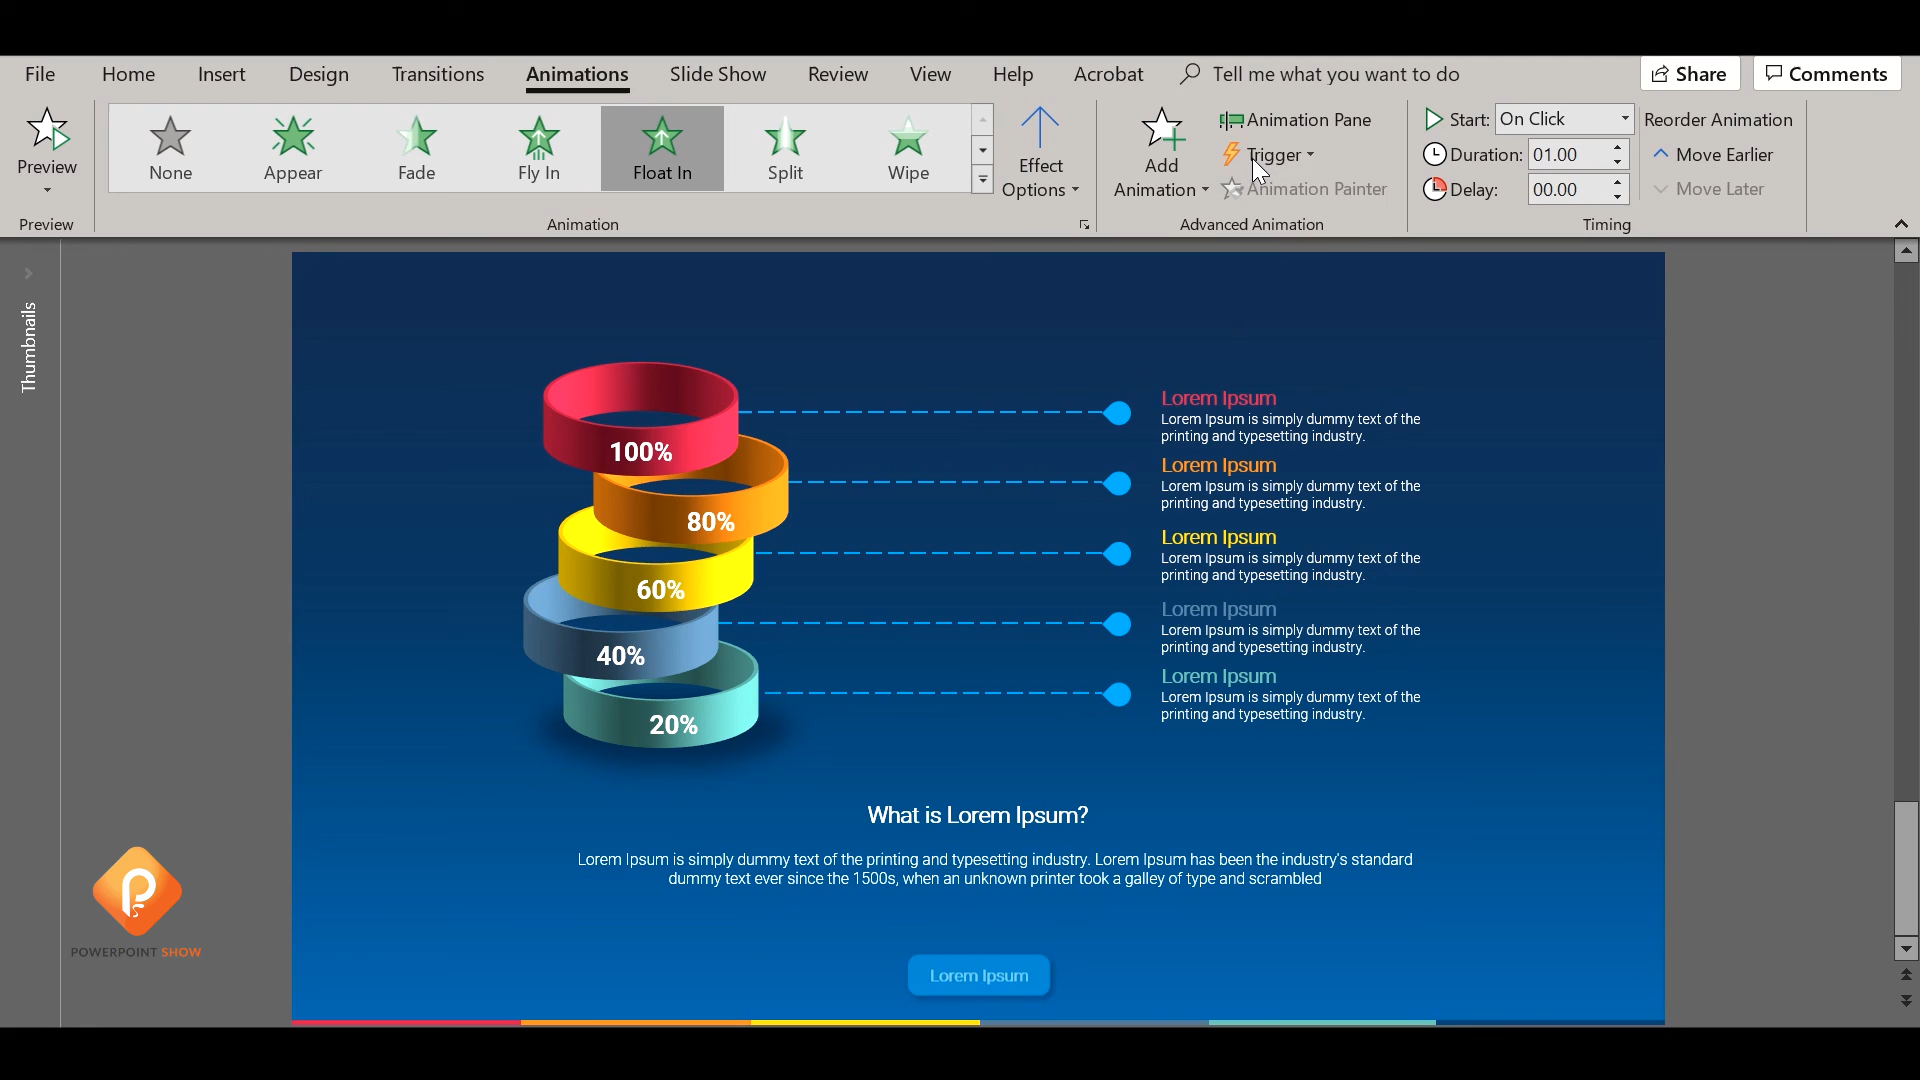 File Home Insert Design Transitions Animations Slide Show Review View Help Acrobat Tell me what you want to do Share Comments
Preview
None Appear Fade Fly In Float In Split Wipe
Effect Options
Add Animation
Animation Pane
Trigger
Animation Painter
Start: On Click
Duration: 01.00
Delay: 00.00
Reorder Animation
Move Earlier
Move Later
Preview Animation Advanced Animation Timing
Thumbnails
100%
80%
60%
40%
20%
Lorem Ipsum
Lorem Ipsum is simply dummy text of the
printing and typesetting industry.
Lorem Ipsum
Lorem Ipsum is simply dummy text of the
printing and typesetting industry.
Lorem Ipsum
Lorem Ipsum is simply dummy text of the
printing and typesetting industry.
Lorem Ipsum
Lorem Ipsum is simply dummy text of the
printing and typesetting industry.
Lorem Ipsum
Lorem Ipsum is simply dummy text of the
printing and typesetting industry.
What is Lorem Ipsum?
Lorem Ipsum is simply dummy text of the printing and typesetting industry. Lorem Ipsum has been the industry's standard
dummy text ever since the 1500s, when an unknown printer took a galley of type and scrambled
Lorem Ipsum
POWERPOINT SHOW